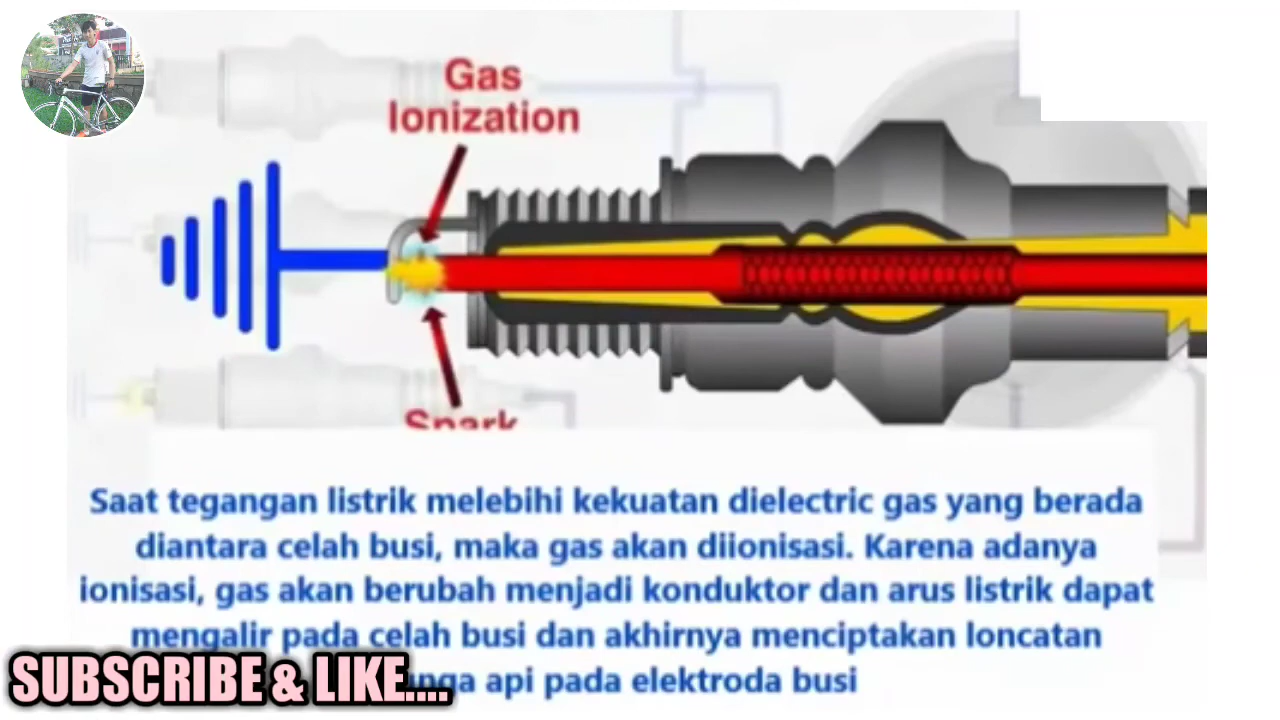 Gas
Ionization
Spark
Saat tegangan listrik melebihi kekuatan dielectric gas yang berada
diantara celah busi, maka gas akan diionisasi. Karena adanya
ionisasi, gas akan berubah menjadi konduktor dan arus listrik dapat
mengalir pada celah busi dan akhirnya menciptakan loncatan
api pada elektroda busi
SUBSCRIBE & LIKE....